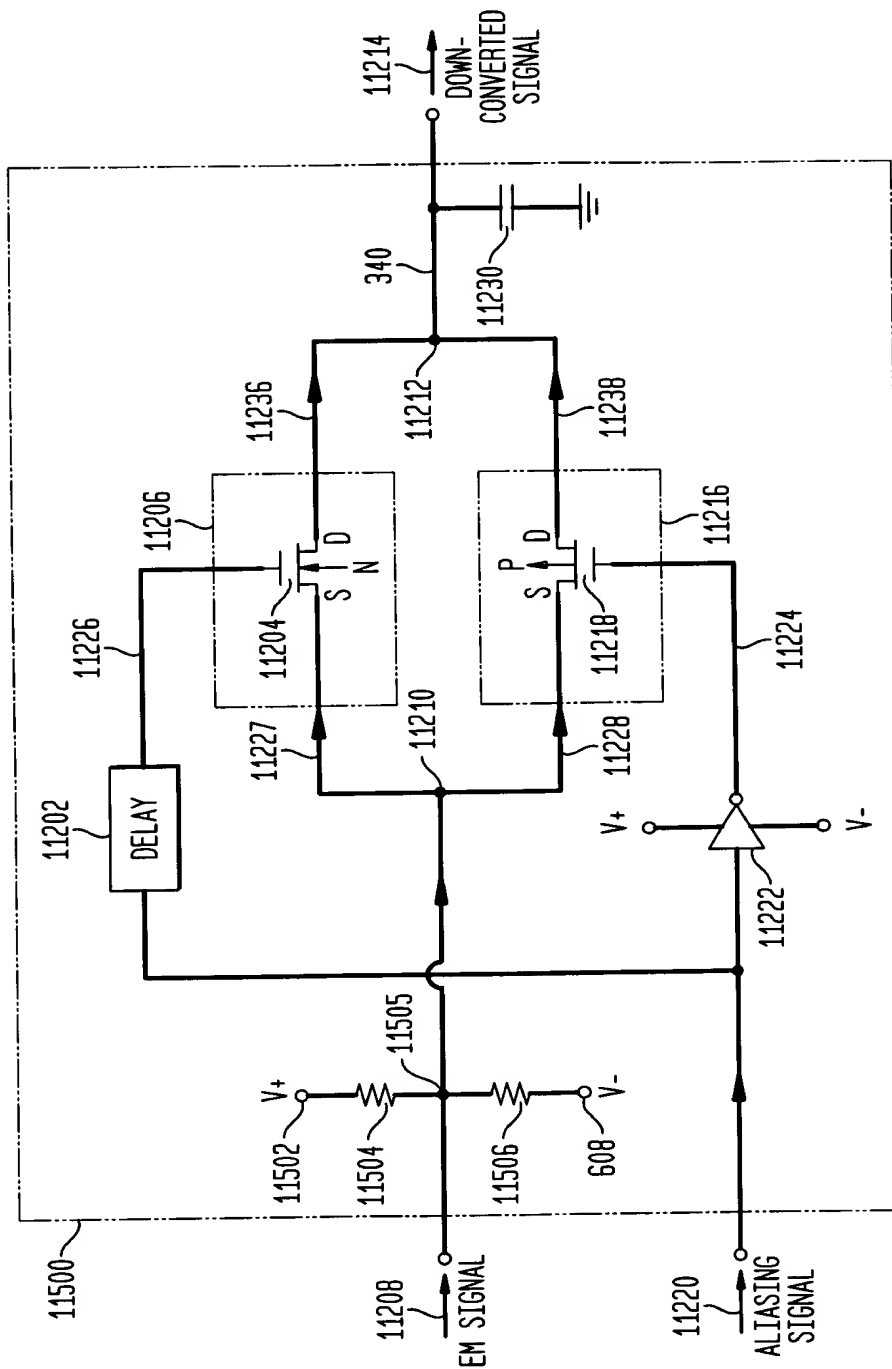 11500
11202
DELAY
11226
11206
11204
N
S
D
11236
340
11214
DOWN-
CONVERTED
SIGNAL
11227
11210
11212
11230
11228
11238
P
S
D
11218
11216
11224
V+
11502
11504
11505
11506
V-
608
V+
V-
11222
11208
EM SIGNAL
11220
ALIASING
SIGNAL